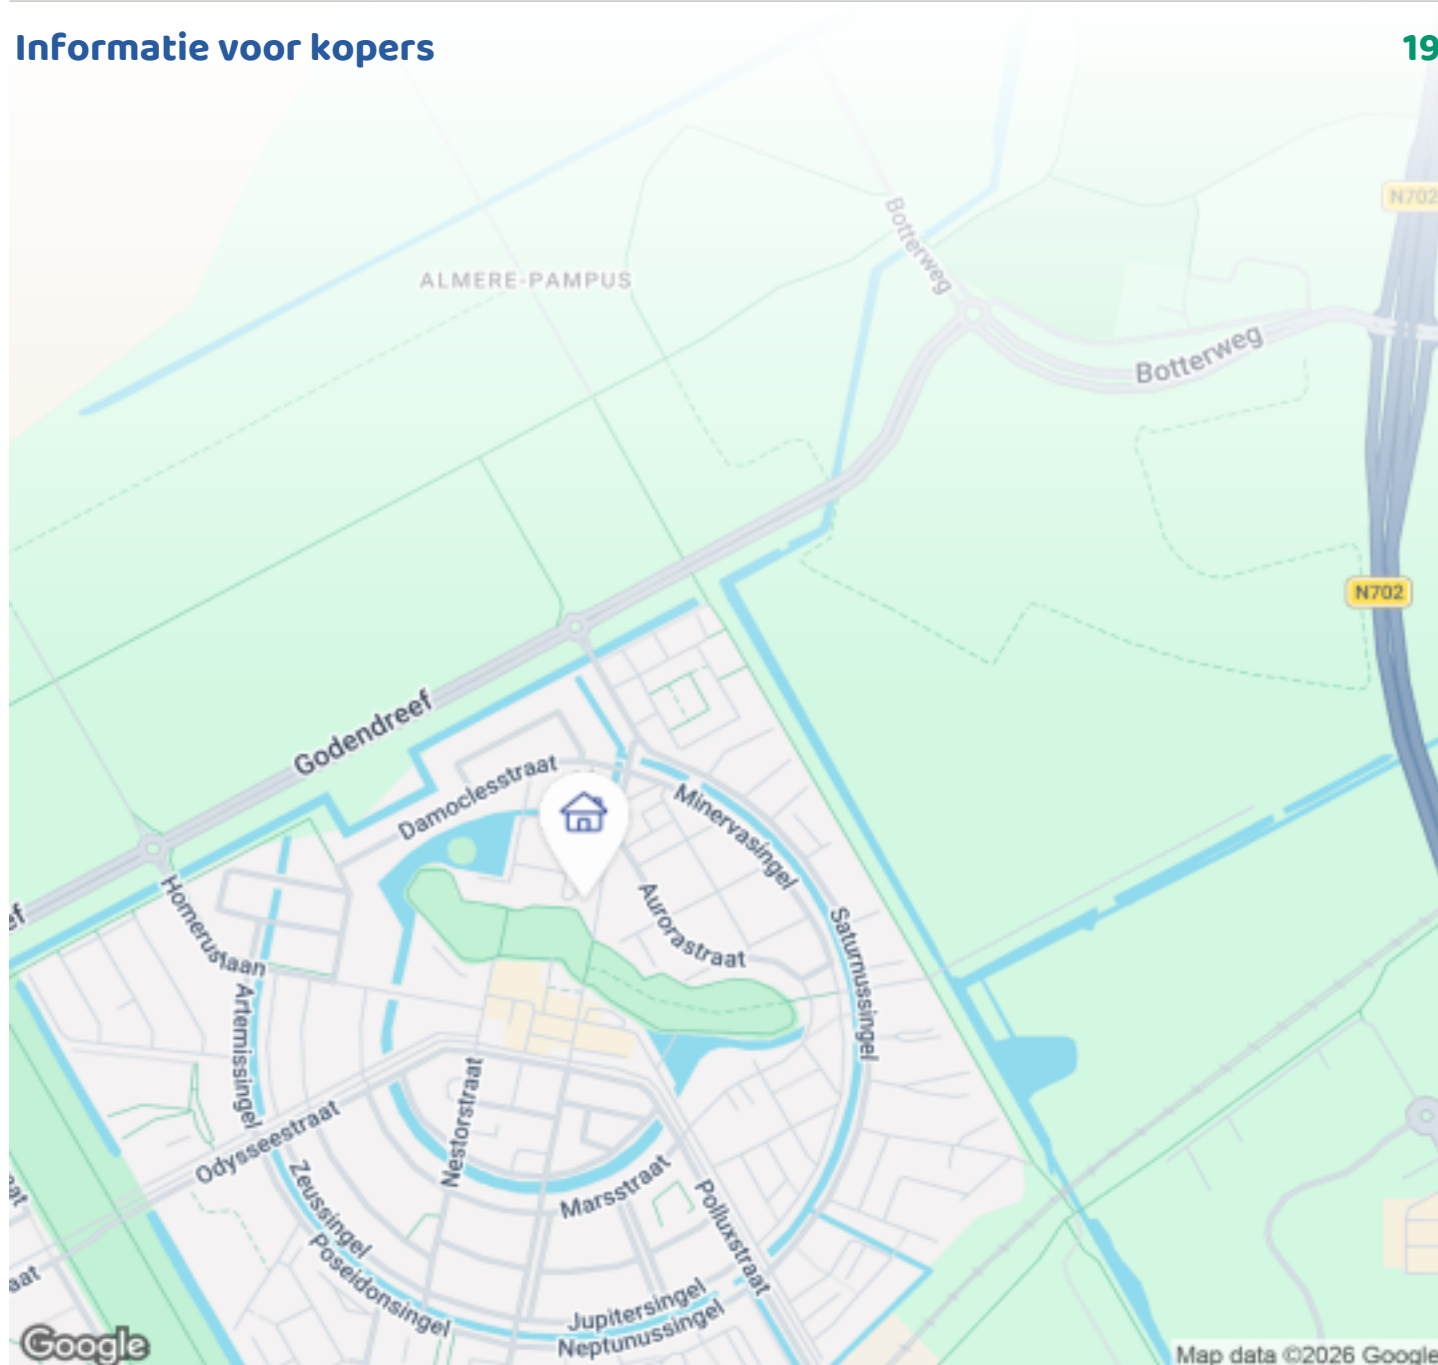 Informatie voor kopers
19
N702
Botterweg
ALMERE-PAMPUS
Botterweg
N702
Godendreef
Damoclesstraat
Minervasingel
Homeruslaan
Aurorastraat
Saturnussingel
Artemissingel
Nestorstraat
Odysseestraat
Marsstraat
Zeussingel
Polluxstraat
Poseidonsingel
Jupitersingel
Neptunussingel
Google
Map data ©2026 Google